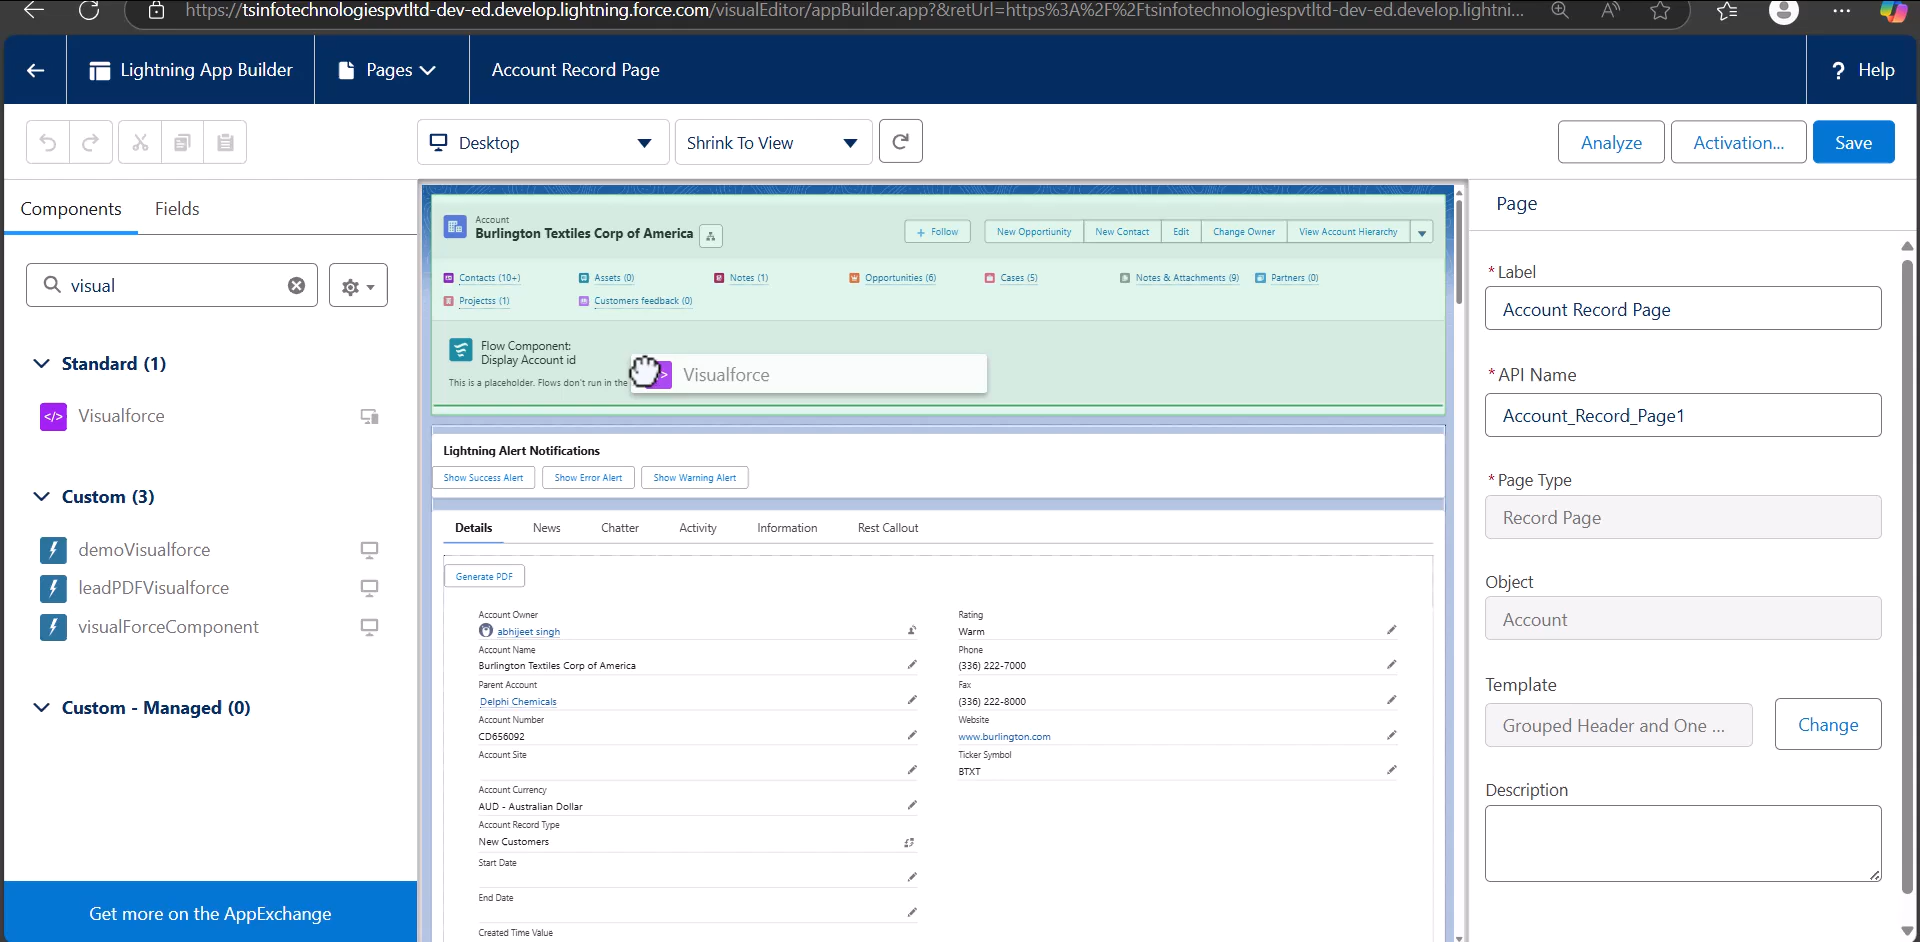 https://tsinfotechnologiespvtltd-dev-ed.develop.lightning.force.com/visualEditor/appBuilder.app?&retUrl=https%3A%2F%2Ftsinfotechnologiespvtltd-dev-ed.develop.lightni...
Lightning App Builder
Pages
Account Record Page
? Help
Desktop
Shrink To View
Analyze
Activation...
Save
Components
Fields
visual
Standard (1)
Visualforce
Custom (3)
demoVisualforce
leadPDFVisualforce
visualForceComponent
Custom - Managed (0)
Get more on the AppExchange
Account
Burlington Textiles Corp of America
+ Follow
New Opportunity
New Contact
Edit
Change Owner
View Account Hierarchy
Contacts (10+)
Assets (0)
Notes (1)
Opportunities (6)
Cases (5)
Notes & Attachments (9)
Partners (0)
Projectss (1)
Customers feedback (0)
Flow Component:
Display Account id
This is a placeholder. Flows don't run in the
Visualforce
Lightning Alert Notifications
Show Success Alert
Show Error Alert
Show Warning Alert
Details
News
Chatter
Activity
Information
Rest Callout
Generate PDF
Account Owner
abhijeet singh
Rating
Warm
Account Name
Burlington Textiles Corp of America
Phone
(336) 222-7000
Parent Account
Delphi Chemicals
Fax
(336) 222-8000
Account Number
CD656092
Website
www.burlington.com
Account Site
Ticker Symbol
BTXT
Account Currency
AUD - Australian Dollar
Account Record Type
New Customers
Start Date
End Date
Created Time Value
Page
* Label
Account Record Page
* API Name
Account_Record_Page1
* Page Type
Record Page
Object
Account
Template
Grouped Header and One ...
Change
Description